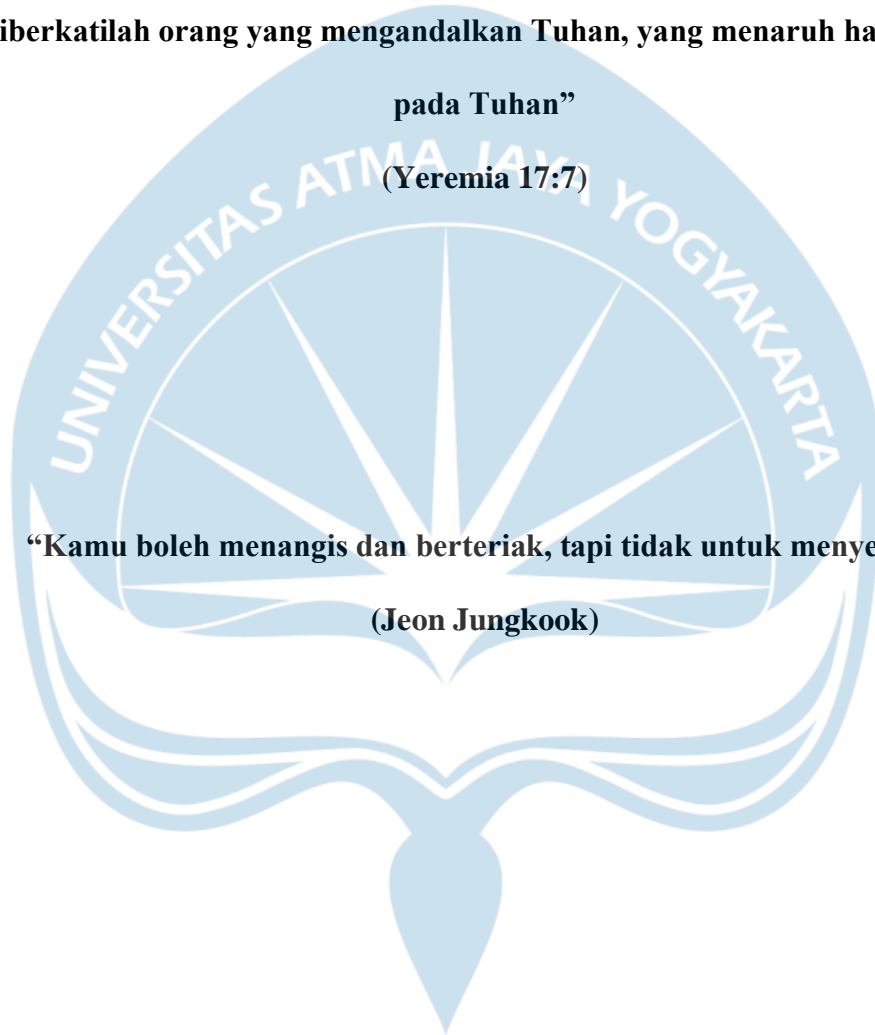 iberkatilah orang yang mengandalkan Tuhan, yang menaruh ha
pada Tuhan”
(Yeremia 17:7)
UNIVERSITAS ATMA JAYA YOGYAKARTA
“Kamu boleh menangis dan berteriak, tapi tidak untuk menye
(Jeon Jungkook)